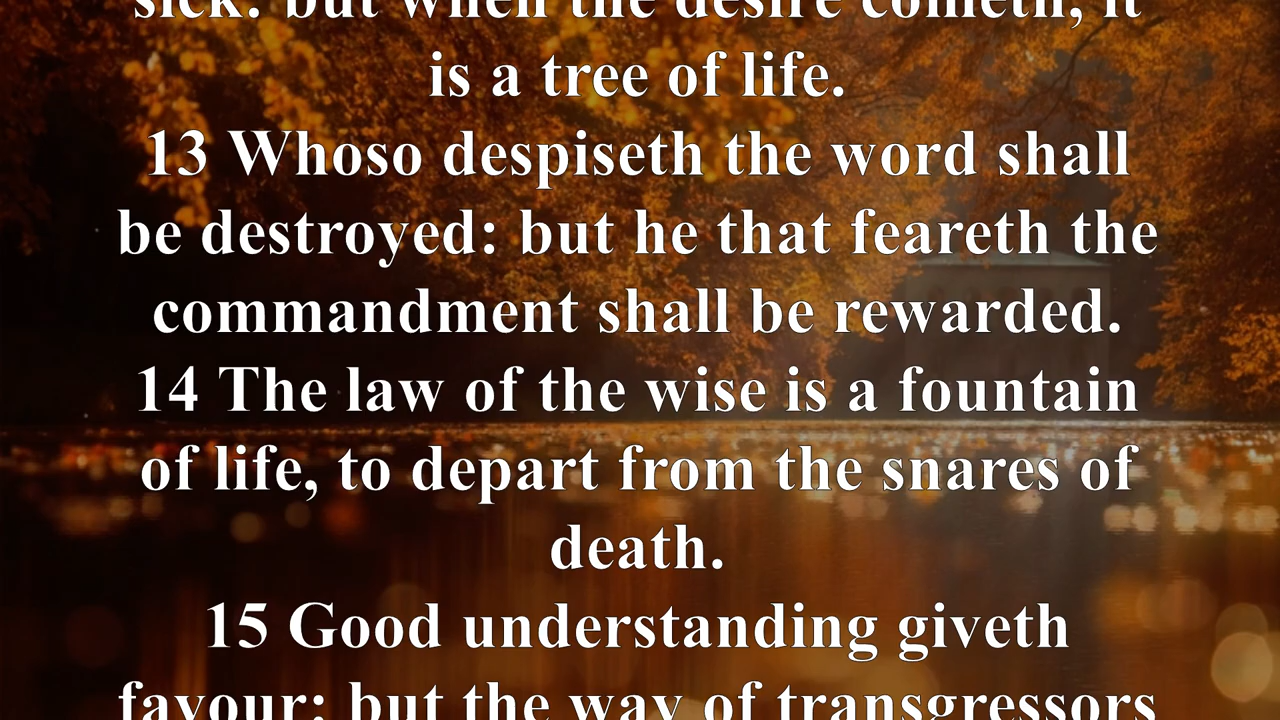 sick: but when the desire cometh, it
is a tree of life.
13 Whoso despiseth the word shall
be destroyed: but he that feareth the
commandment shall be rewarded.
14 The law of the wise is a fountain
of life, to depart from the snares of
death.
15 Good understanding giveth
favour: but the way of transgressors